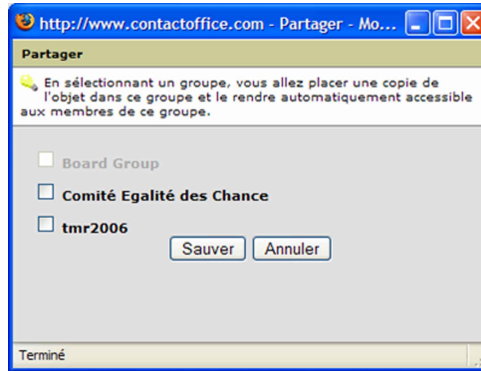 http://www.contactoffice.com - Partager - Mo...
Partager
En sélectionnant un groupe, vous allez placer une copie de
l'objet dans ce groupe et le rendre automatiquement accessible
aux membres de ce groupe.
Board Group
Comité Egalité des Chance
tmr2006
Sauver Annuler
Terminé